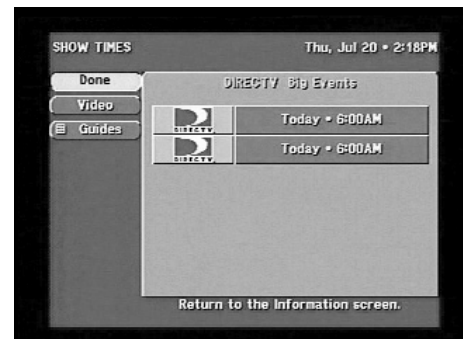 SHOW TIMES
Thu, Jul 20 • 2:18PM
Done
Video
Guides
DIRECTV Big Events
DIRECTV
Today • 6:00AM
DIRECTV
Today • 6:00AM
Return to the Information screen.